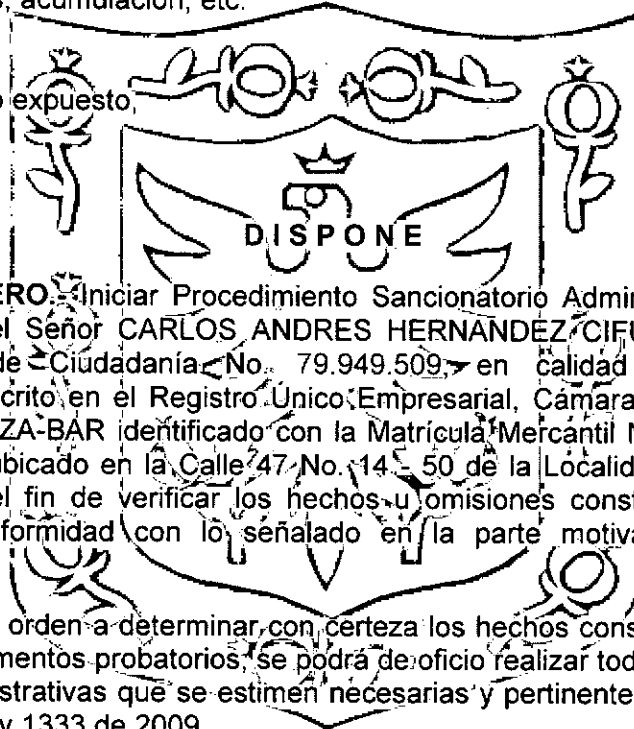 s, acumulación, etc.
o expuesto,
DISPONE
ERO.- Iniciar Procedimiento Sancionatorio Admin
el Señor CARLOS ANDRES HERNANDEZ CIFU
de Ciudadanía No. 79.949.509, en calidad
crito en el Registro Único Empresarial, Cámara
ZA-BAR identificado con la Matrícula Mercantil N
ubicado en la Calle 47 No. 14 - 50 de la Localid
el fin de verificar los hechos u omisiones const
formidad con lo señalado en la parte motiva
orden a determinar con certeza los hechos cons
mentos probatorios, se podrá de oficio realizar tod
strativas que se estimen necesarias y pertinente
y 1333 de 2009